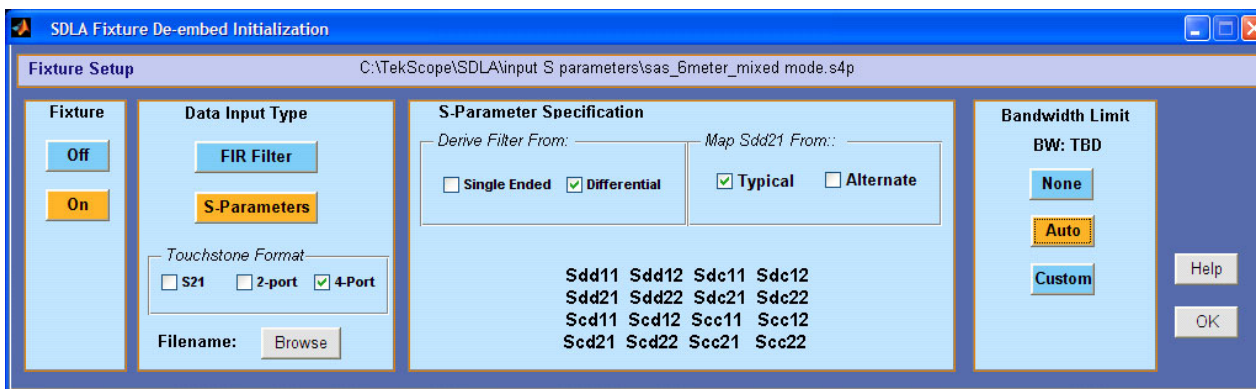 SDLA Fixture De-embed Initialization
Fixture Setup
C:\TekScope\SDLA\input S parameters\sas_6meter_mixed mode.s4p
Fixture
Off
On
Data Input Type
FIR Filter
S-Parameters
Touchstone Format
S21 2-port 4-Port
Filename: Browse
S-Parameter Specification
Derive Filter From:
Single Ended Differential
Map Sdd21 From::
Typical Alternate
Sdd11 Sdd12 Sdc11 Sdc12
Sdd21 Sdd22 Sdc21 Sdc22
Scd11 Scd12 Scc11 Scc12
Scd21 Scd22 Scc21 Scc22
Bandwidth Limit
BW: TBD
None
Auto
Custom
Help
OK